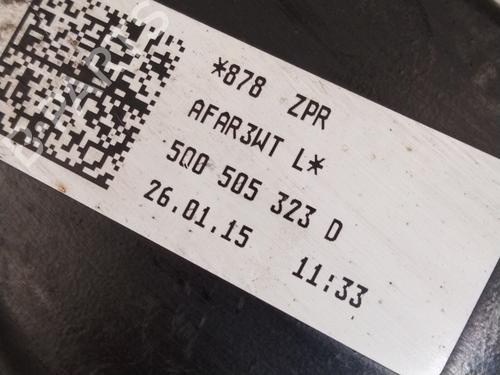 *878 ZPR
AFAR3WT L*
5Q0 505 323 D
26.01.15 11:33